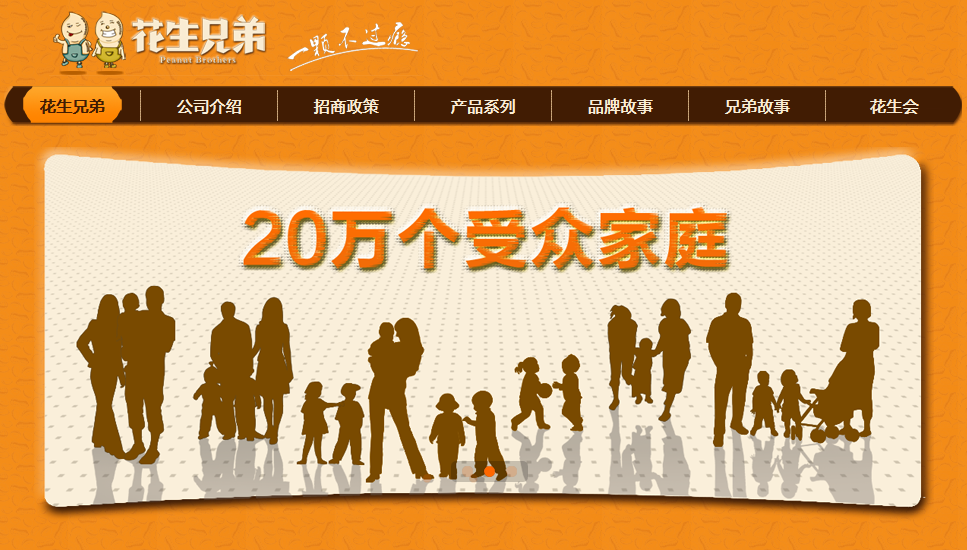 花生兄弟
Peanut Brothers
一颗不过瘾
花生兄弟 公司介绍 招商政策 产品系列 品牌故事 兄弟故事 花生会
20万个受众家庭